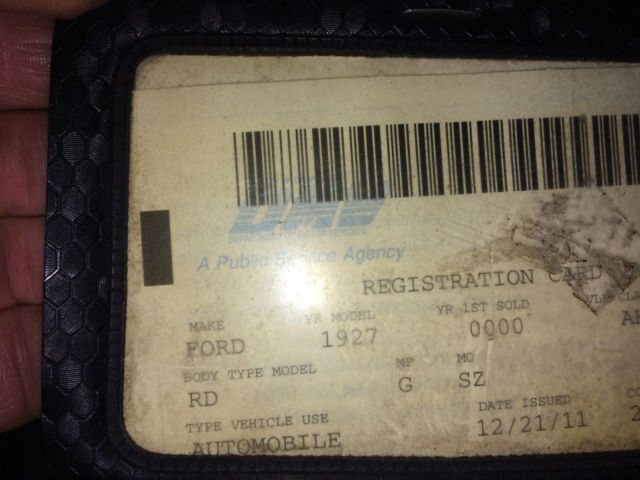 DMV
A Public Service Agency
REGISTRATION CARD
MAKE YR MODEL YR 1ST SOLD
FORD 1927 0000
BODY TYPE MODEL MP MO
RD G SZ
TYPE VEHICLE USE DATE ISSUED
AUTOMOBILE 12/21/11